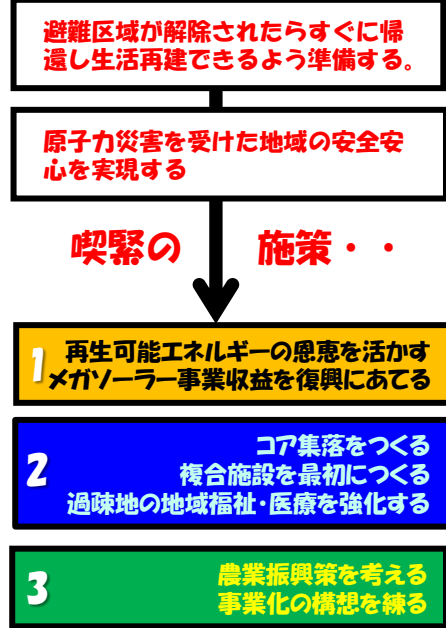 避難区域が解除されたらすぐに帰
還し生活再建できるよう準備する。
原子力災害を受けた地域の安全安
心を実現する
喫緊の 施策・・
1 再生可能エネルギーの恩恵を活かす
メガソーラー事業収益を復興にあてる
2
コア集落をつくる
複合施設を最初につくる
過疎地の地域福祉・医療を強化する
3
農業振興策を考える
事業化の構想を練る